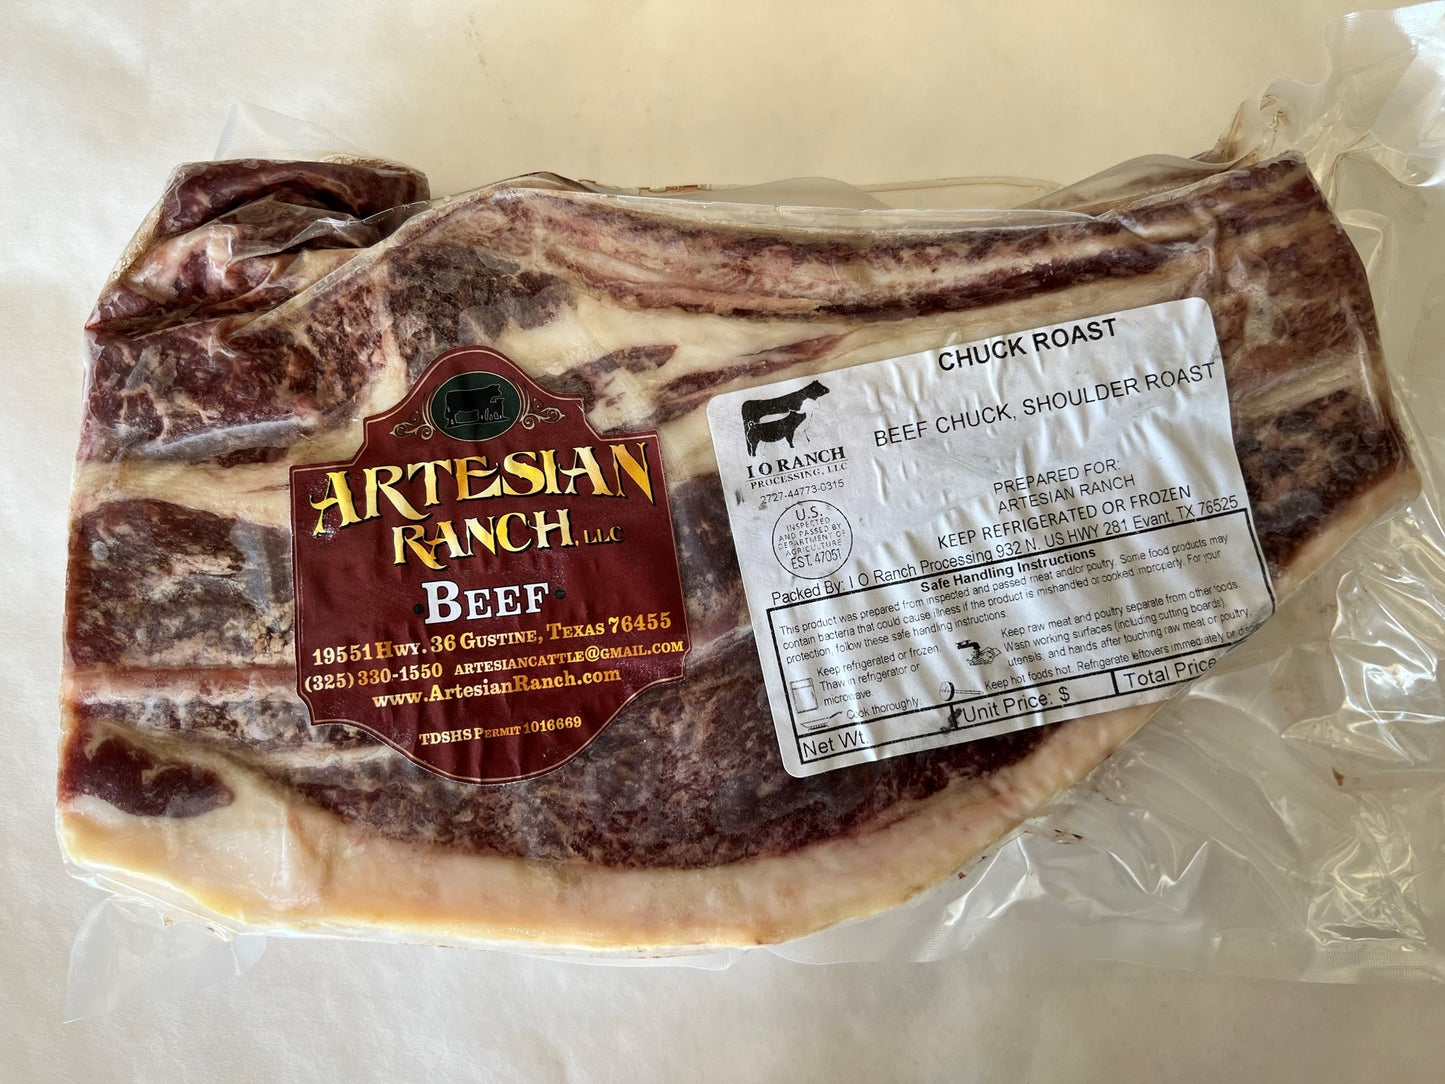 ARTESIAN
RANCH, LLC
BEEF
19551 HWY. 36 GUSTINE, TEXAS 76455
(325) 330-1550 ARTESIANCATTLE@GMAIL.COM
www.ArtesianRanch.com
TDSHS PERMIT 1016669
CHUCK ROAST
BEEF CHUCK, SHOULDER ROAST
I O RANCH
PROCESSING, LLC
2727-44773-0315
U.S.
INSPECTED
AND PASSED BY
DEPARTMENT OF
AGRICULTURE
EST. 47051
PREPARED FOR:
ARTESIAN RANCH
KEEP REFRIGERATED OR FROZEN
Packed By: I O Ranch Processing 932 N. US HWY 281 Evant, TX 76525
Safe Handling Instructions
This product was prepared from inspected and passed meat and/or poultry. Some food products may
contain bacteria that could cause illness if the product is mishandled or cooked improperly. For your
protection, follow these safe handling instructions.
Keep refrigerated or frozen.
Thaw in refrigerator or
microwave.
Keep raw meat and poultry separate from other foods.
Wash working surfaces (including cutting boards),
utensils, and hands after touching raw meat or poultry.
Cook thoroughly.
Keep hot foods hot. Refrigerate leftovers immediately or
Net Wt.
Unit Price: $
Total Price